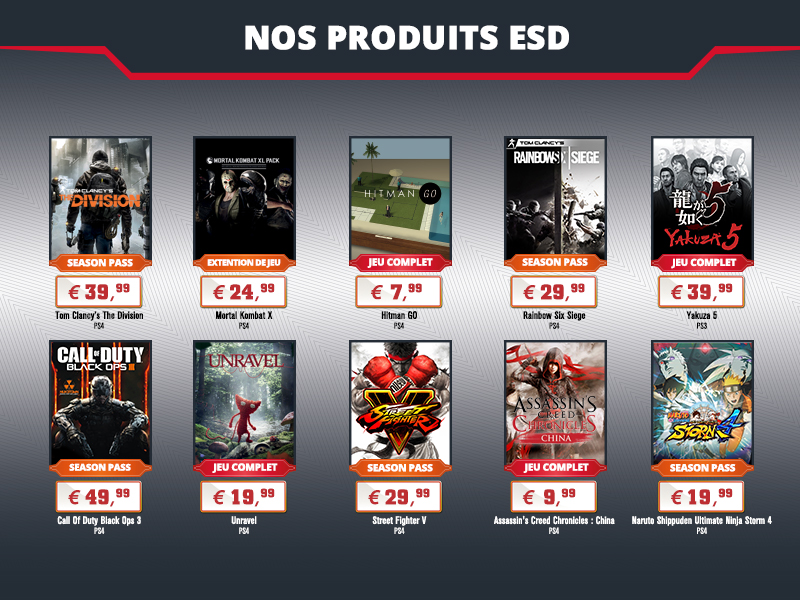 NOS PRODUITS ESD
TOM CLANCY'S
THE DIVISION
SEASON PASS
€ 39,99
Tom Clancy's The Division
PS4
MORTAL KOMBAT XL PACK
EXTENTION DE JEU
€ 24,99
Mortal Kombat X
PS4
HITMAN GO
JEU COMPLET
€ 7,99
Hitman GO
PS4
TOM CLANCY'S
RAINBOW SIX SIEGE
SEASON PASS
€ 29,99
Rainbow Six Siege
PS4
龍が
如く5
YAKUZA 5
JEU COMPLET
€ 39,99
Yakuza 5
PS3
CALL OF DUTY
BLACK OPS III
SEASON PASS
€ 49,99
Call Of Duty Black Ops 3
PS4
UNRAVEL
JEU COMPLET
€ 19,99
Unravel
PS4
V
STREET
FIGHTER
SEASON PASS
€ 29,99
Street Fighter V
PS4
ASSASSIN'S
CREED
CHRONICLES
CHINA
JEU COMPLET
€ 9,99
Assassin's Creed Chronicles : China
PS4
STORM 4
SEASON PASS
€ 19,99
Naruto Shippuden Ultimate Ninja Storm 4
PS4